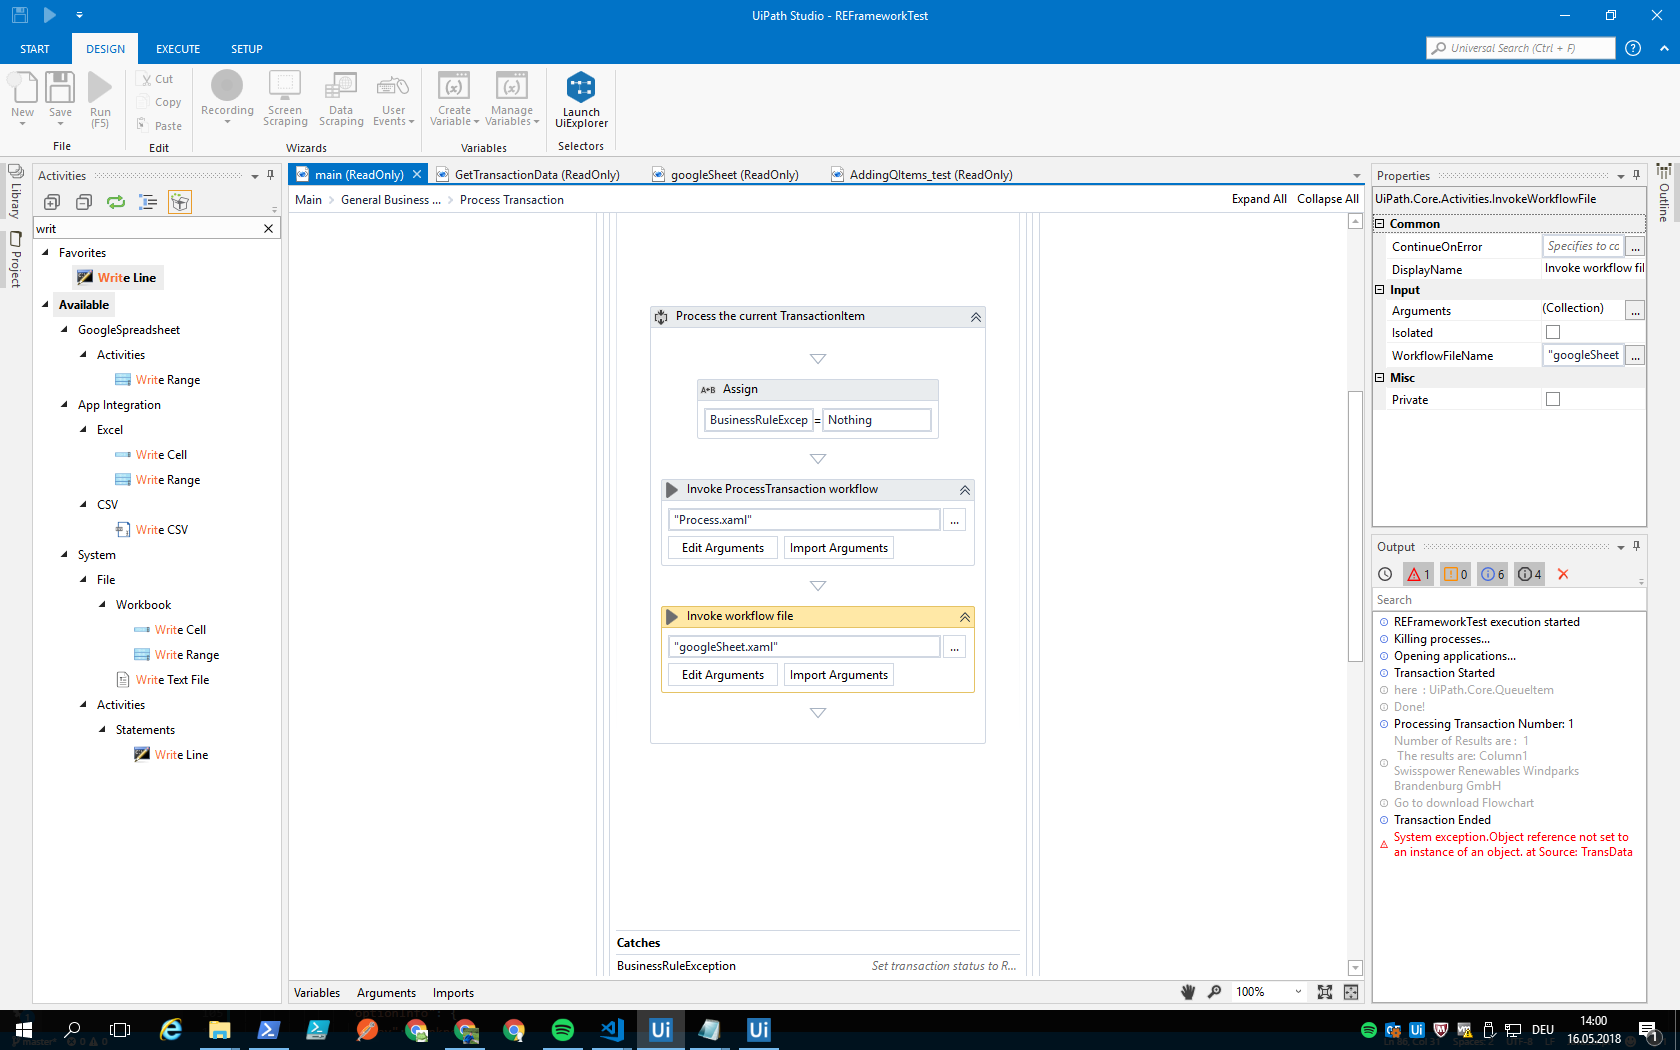 UiPath Studio - REFrameworkTest
START
DESIGN
EXECUTE
SETUP
Universal Search (Ctrl + F)
New
Save
Run
(F5)
File
Cut
Copy
Paste
Edit
Recording
Screen
Scraping
Data
Scraping
User
Events
Wizards
Create
Variable
Manage
Variables
Variables
Launch
UiExplorer
Selectors
Library
Project
Activities
writ
Favorites
Write Line
Available
GoogleSpreadsheet
Activities
Write Range
App Integration
Excel
Write Cell
Write Range
CSV
Write CSV
System
File
Workbook
Write Cell
Write Range
Write Text File
Activities
Statements
Write Line
main (ReadOnly)
GetTransactionData (ReadOnly)
googleSheet (ReadOnly)
AddingQItems_test (ReadOnly)
Main > General Business ... > Process Transaction
Expand All
Collapse All
Process the current TransactionItem
A+B Assign
BusinessRuleExcep = Nothing
Invoke ProcessTransaction workflow
"Process.xaml"
...
Edit Arguments
Import Arguments
Invoke workflow file
"googleSheet.xaml"
...
Edit Arguments
Import Arguments
Catches
BusinessRuleException
Set transaction status to R...
Variables
Arguments
Imports
100%
Properties
UiPath.Core.Activities.InvokeWorkflowFile
Common
ContinueOnError
Specifies to co
...
DisplayName
Invoke workflow fil
Input
Arguments
(Collection)
...
Isolated
WorkflowFileName
"googleSheet
...
Misc
Private
Outline
Output
1
0
6
4
Search
REFrameworkTest execution started
Killing processes...
Opening applications...
Transaction Started
here : UiPath.Core.QueueItem
Done!
Processing Transaction Number: 1
Number of Results are : 1
The results are: Column1
Swisspower Renewables Windparks
Brandenburg GmbH
Go to download Flowchart
Transaction Ended
System exception.Object reference not set to
an instance of an object. at Source: TransData
Ui
Ui
Ui
DEU
14:00
16.05.2018
1